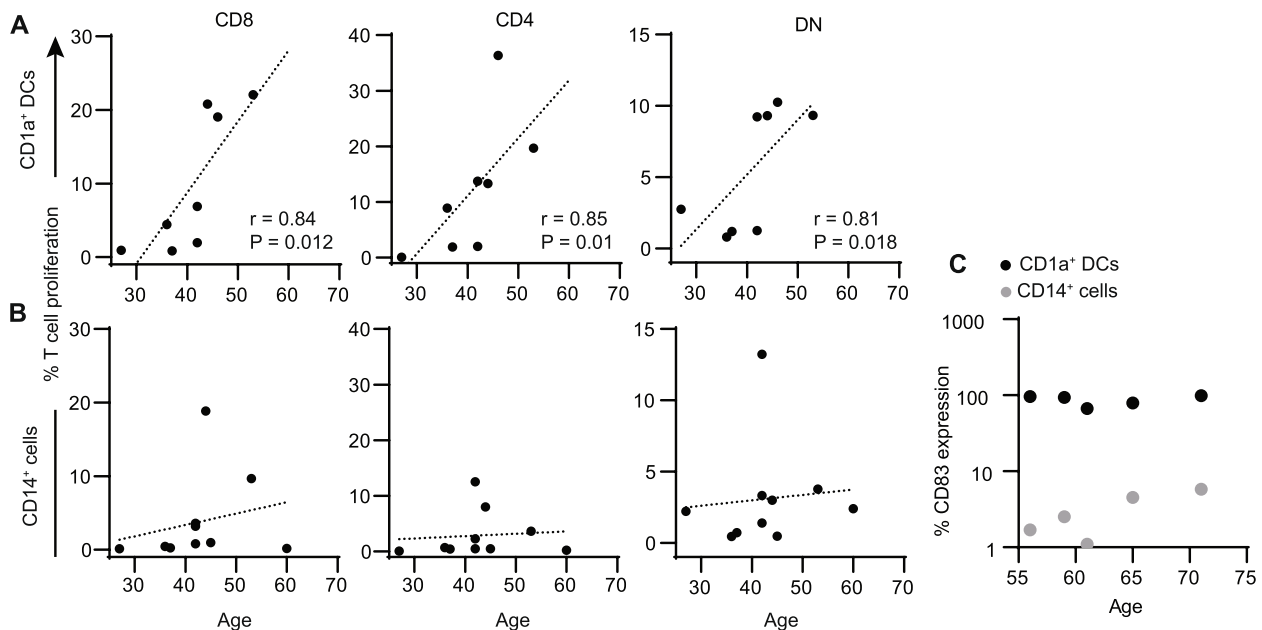 A
CD8
CD4
DN
% T cell proliferation
CD1a⁺ DCs
30
20
10
0
30 40 50 60 70
r = 0.84
P = 0.012
40
30
20
10
0
30 40 50 60 70
r = 0.85
P = 0.01
15
10
5
0
30 40 50 60 70
r = 0.81
P = 0.018
B
CD14⁺ cells
30
20
10
0
30 40 50 60 70
Age
40
30
20
10
0
30 40 50 60 70
Age
15
10
5
0
30 40 50 60 70
Age
C
CD1a⁺ DCs
CD14⁺ cells
% CD83 expression
1000
100
10
1
55 60 65 70 75
Age